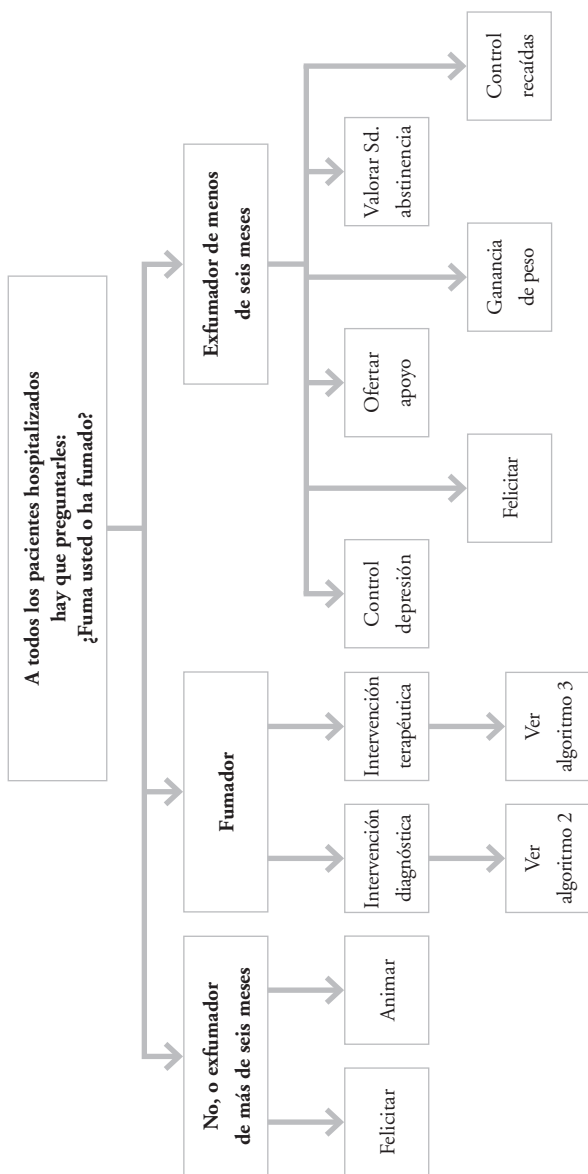 A todos los pacientes hospitalizados
hay que preguntarles:
¿Fuma usted o ha fumado?
No, o exfumador
de más de seis meses
Felicitar
Animar
Fumador
Intervención
diagnóstica
Ver
algoritmo 2
Intervención
terapéutica
Ver
algoritmo 3
Exfumador de menos
de seis meses
Control
depresión
Felicitar
Ofertar
apoyo
Ganancia
de peso
Valorar Sd.
abstinencia
Control
recaídas